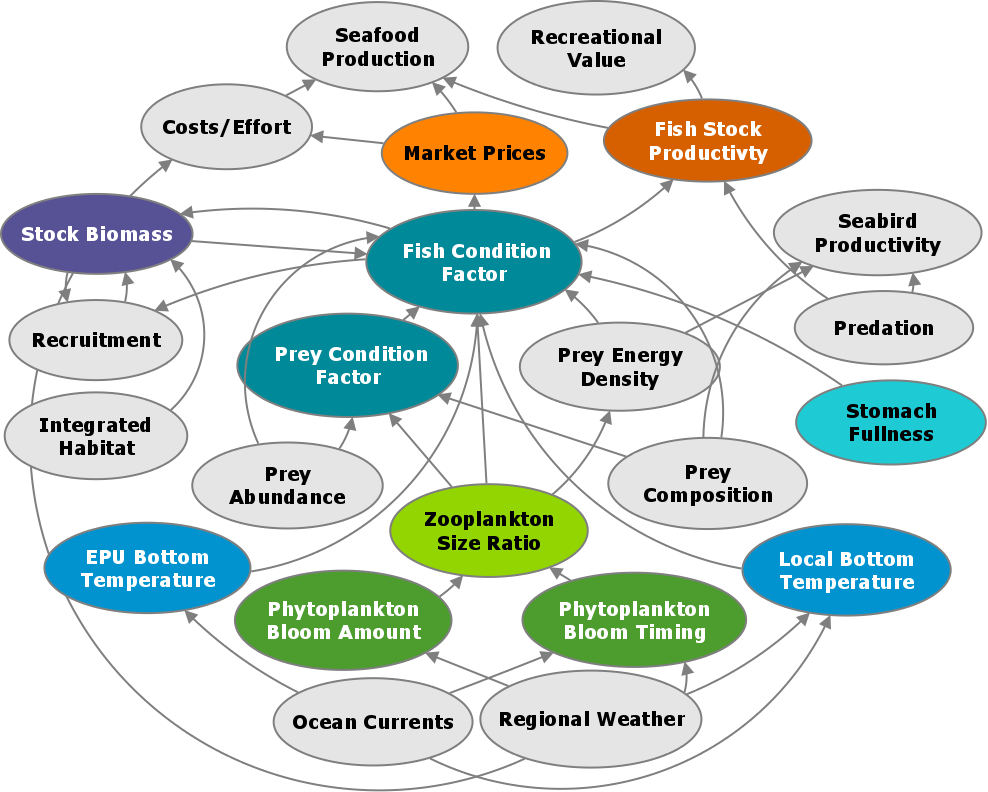 Seafood
Production
Recreational
Value
Costs/Effort
Market Prices
Fish Stock
Productivty
Stock Biomass
Fish Condition
Factor
Seabird
Productivity
Recruitment
Prey Condition
Factor
Prey Energy
Density
Predation
Integrated
Habitat
Stomach
Fullness
Prey
Abundance
Prey
Composition
Zooplankton
Size Ratio
EPU Bottom
Temperature
Local Bottom
Temperature
Phytoplankton
Bloom Amount
Phytoplankton
Bloom Timing
Ocean Currents
Regional Weather